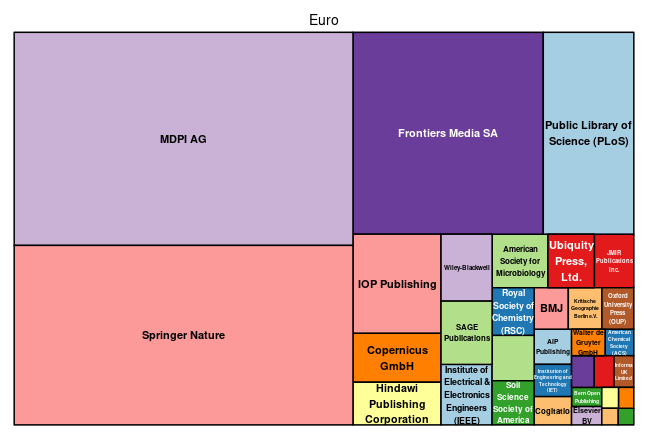 Euro
MDPI AG
Frontiers Media SA
Public Library of
Science (PLoS)
Springer Nature
IOP Publishing
Copernicus
GmbH
Hindawi
Publishing
Corporation
Wiley-Blackwell
SAGE
Publications
Institute of
Electrical &
Electronics
Engineers
(IEEE)
American
Society for
Microbiology
Ubiquity
Press,
Ltd.
JMIR
Publications
Inc.
Royal
Society of
Chemistry
(RSC)
BMJ
Kritische
Geographie
Berlin e.V.
Oxford
University
Press
(OUP)
Soil
Science
Society of
America
AIP
Publishing
Walter de
Gruyter
GmbH
American
Chemical
Society
(ACS)
Institution of
Engineering and
Technology
(IET)
Informa
UK
Limited
Cogitatio
Bern Open
Publishing
Elsevier
BV